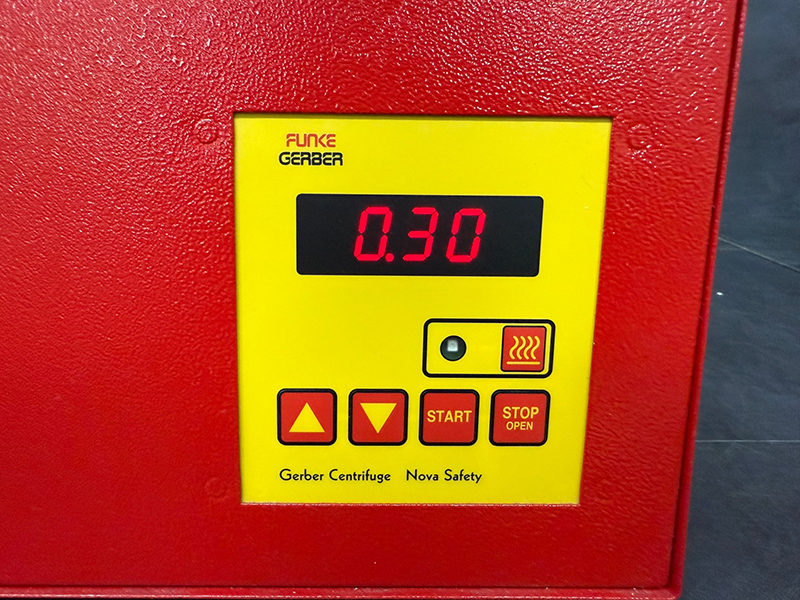 FUNKE
GERBER
0.30
START
STOP
OPEN
Gerber Centrifuge Nova Safety